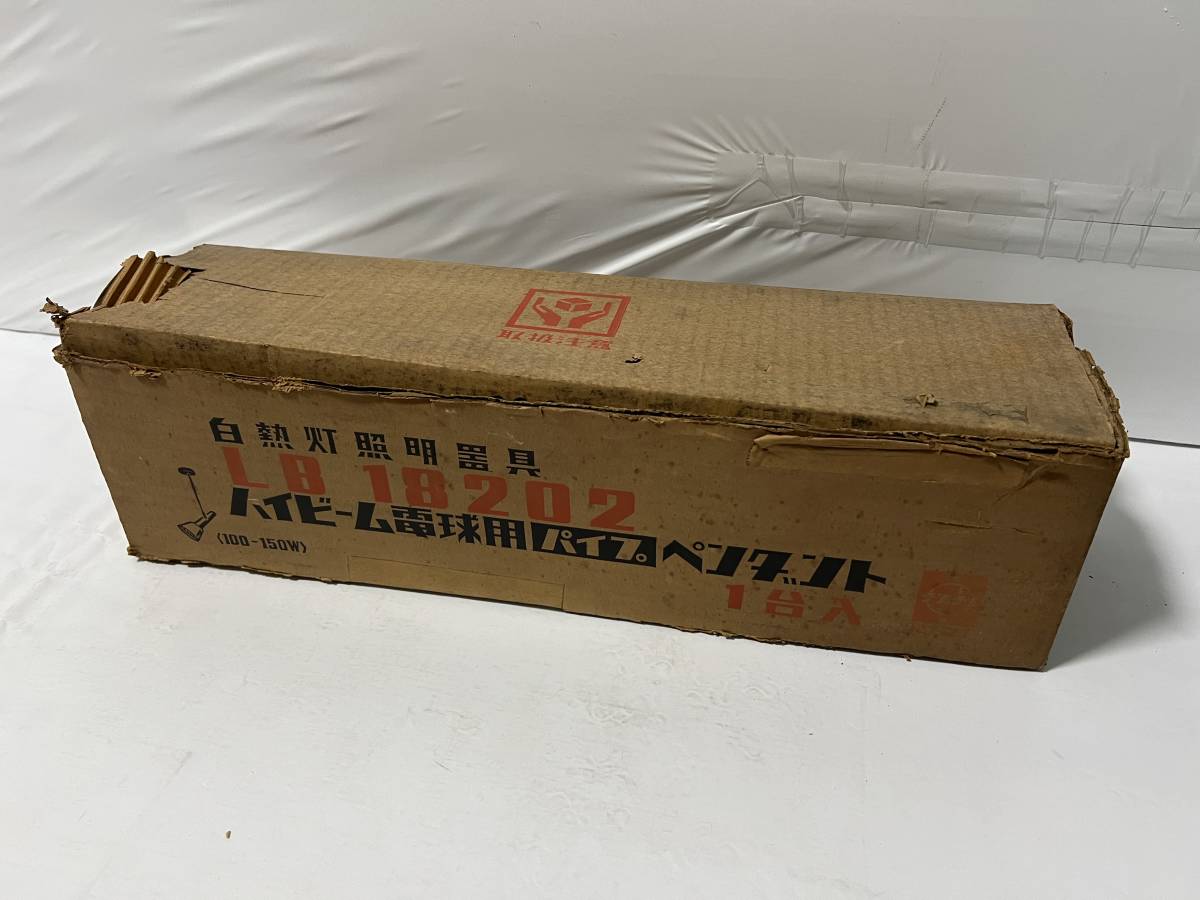 取扱注意
白熱灯照明器具
LB 18202
ハイビーム電球用パイプペンダント
(100-150W)
1台入